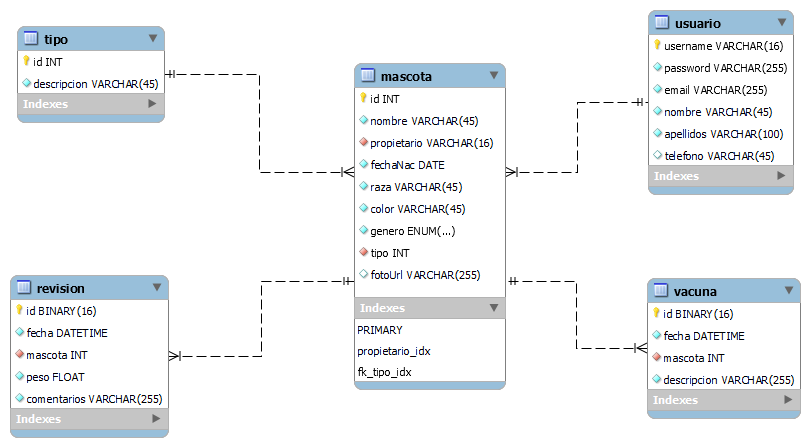 tipo
id INT
descripcion VARCHAR(45)
Indexes
usuario
username VARCHAR(16)
password VARCHAR(255)
email VARCHAR(255)
nombre VARCHAR(45)
apellidos VARCHAR(100)
telefono VARCHAR(45)
Indexes
mascota
id INT
nombre VARCHAR(45)
propietario VARCHAR(16)
fechaNac DATE
raza VARCHAR(45)
color VARCHAR(45)
genero ENUM(...)
tipo INT
fotoUrl VARCHAR(255)
Indexes
PRIMARY
propietario_idx
fk_tipo_idx
revision
id BINARY(16)
fecha DATETIME
mascota INT
peso FLOAT
comentarios VARCHAR(255)
Indexes
vacuna
id BINARY(16)
fecha DATETIME
mascota INT
descripcion VARCHAR(255)
Indexes